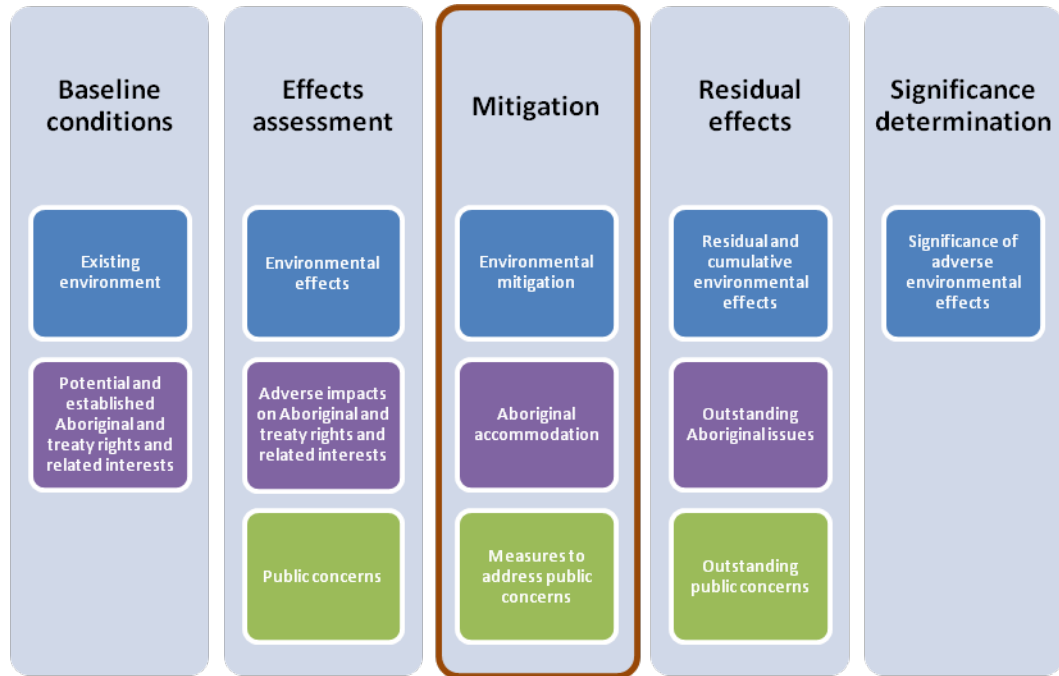 Baseline
conditions
Existing
environment
Potential and
established
Aboriginal and
treaty rights and
related interests
Effects
assessment
Environmental
effects
Adverse impacts
on Aboriginal and
treaty rights and
related interests
Public concerns
Mitigation
Environmental
mitigation
Aboriginal
accommodation
Measures to
address public
concerns
Residual
effects
Residual and
cumulative
environmental
effects
Outstanding
Aboriginal issues
Outstanding
public concerns
Significance
determination
Significance of
adverse
environmental
effects